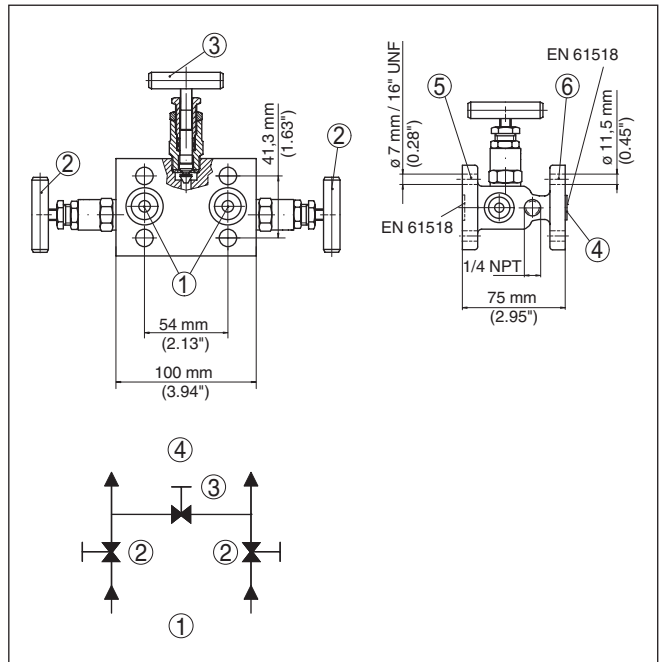 ③
②
②
41,3 mm
(1.63")
①
54 mm
(2.13")
100 mm
(3.94")
EN 61518
⑤
⑥
ø 7 mm / 16" UNF
(0.28")
ø 11,5 mm
(0.45")
EN 61518
④
1/4 NPT
75 mm
(2.95")
④
③
②
②
①